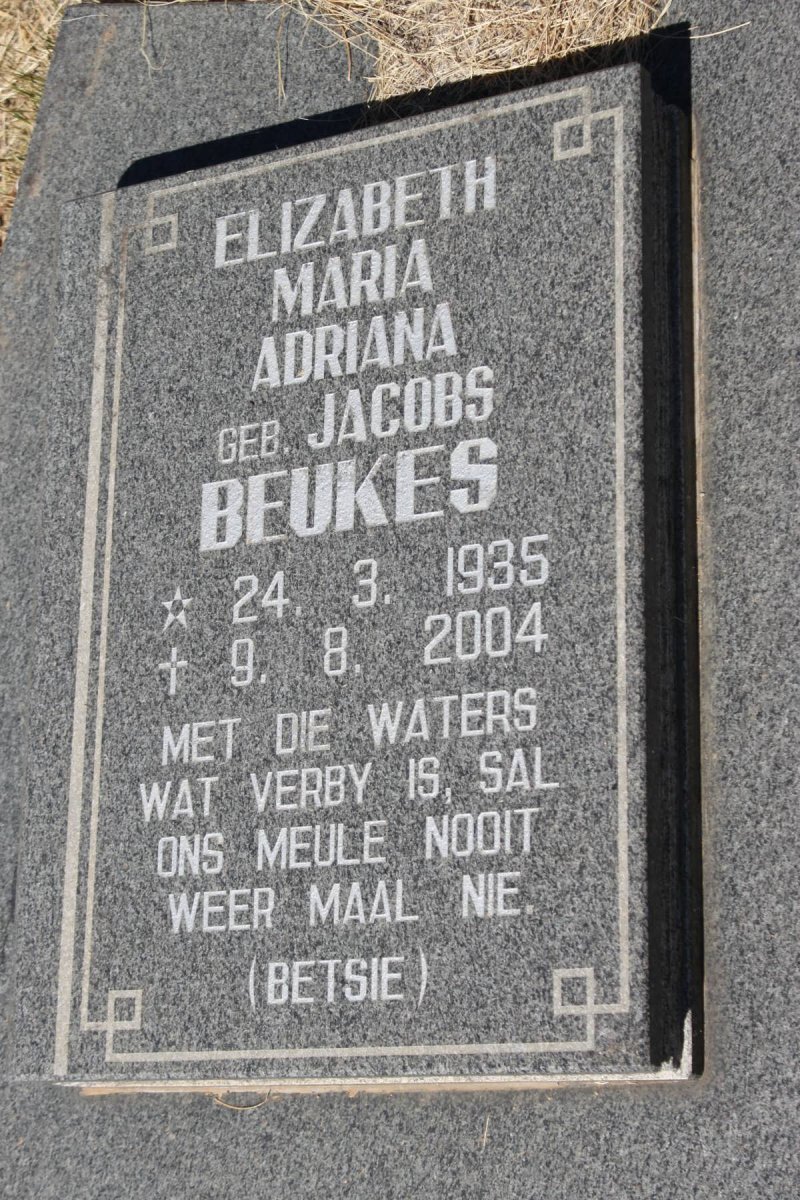 ELIZABETH
MARIA
ADRIANA
GEB. JACOBS
BEUKES
☆ 24. 3. 1935
† 9. 8. 2004
MET DIE WATERS
WAT VERBY IS, SAL
ONS MEULE NOOIT
WEER MAAL NIE.
(BETSIE)